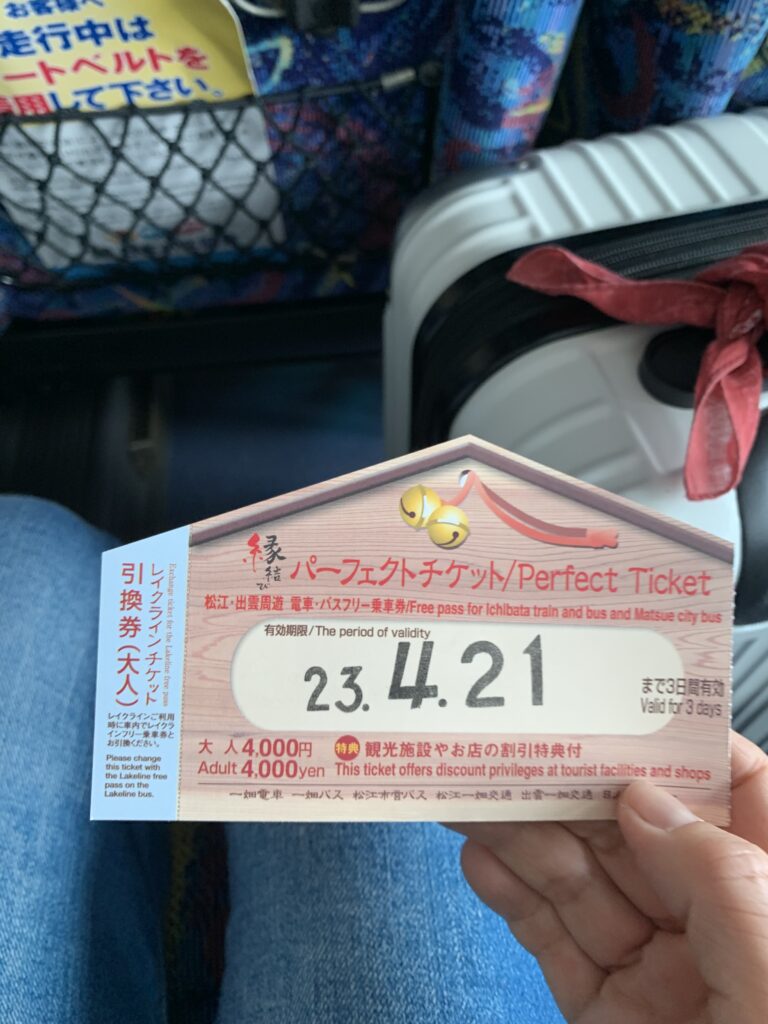 お客様へ
走行中は
ートベルトを
着用して下さい。
縁結び パーフェクトチケット/Perfect Ticket
松江・出雲周遊 電車・バスフリー乗車券/Free pass for Ichibata train and bus and Matsue city bus
有効期限/The period of validity
23. 4. 21
まで3日間有効
Valid for 3 days
大 人 4,000円
Adult 4,000yen
特典 観光施設やお店の割引特典付
This ticket offers discount privileges at tourist facilities and shops
一畑電車 一畑バス 松江市営バス 松江一畑交通 出雲一畑交通
Exchange ticket for the Lakeline free pass
レイクラインチケット
引換券(大人)
レイクラインご利用
時に車内でレイクラ
インフリー乗車券と
お引換ください。
Please change
this ticket with
the Lakeline free
pass on the
Lakeline bus.